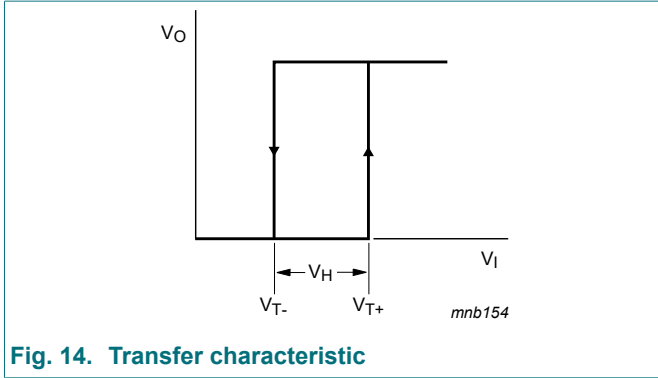 VO
VI
VH
VT-
VT+
mnb154
Fig. 14. Transfer characteristic